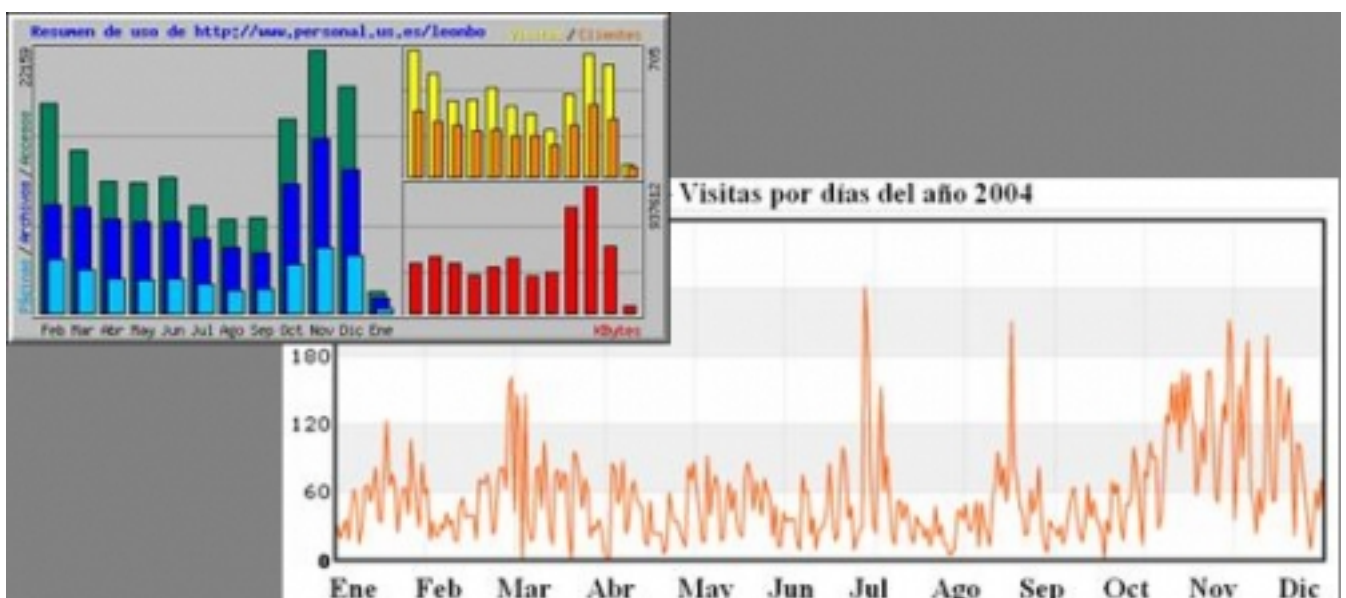 Resumen de uso de http://www.personal.us.es/leonbo
Visitas / Clientes
22159
705
Páginas / Archivos / Accesos
937612
Feb Mar Abr May Jun Jul Ago Sep Oct Nov Dic Ene
KBytes
Visitas por días del año 2004
180
120
60
0
Ene Feb Mar Abr May Jun Jul Ago Sep Oct Nov Dic